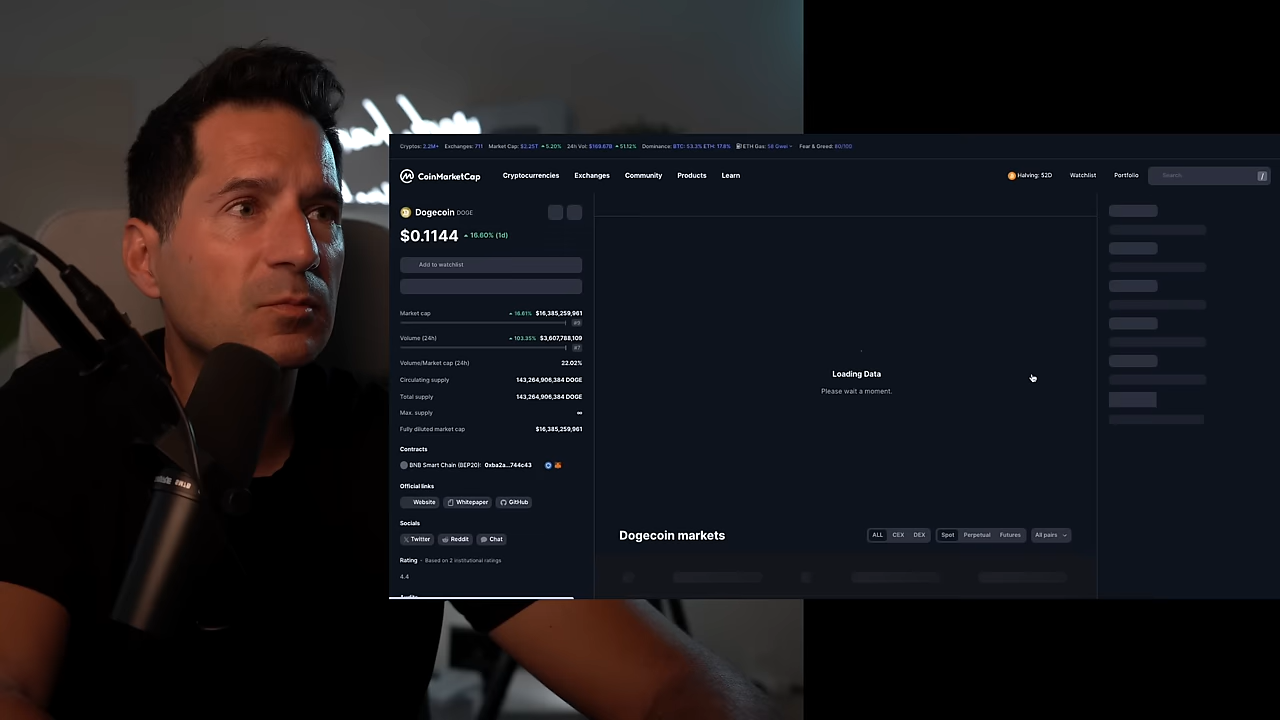 Cryptos: 2.2M+ Exchanges: 711 Market Cap: $2.25T 5.20% 24h Vol: $169.67B 51.12% Dominance: BTC: 53.3% ETH: 17.6% ETH Gas: 58 Gwei Fear & Greed: 80/100
CoinMarketCap Cryptocurrencies Exchanges Community Products Learn Halving: 52D Watchlist Portfolio Search /
Dogecoin DOGE
$0.1144 16.60% (1d)
Add to watchlist
Market cap 16.61% $16,385,259,961
#9
Volume (24h) 103.35% $3,607,788,109
#7
Volume/Market cap (24h) 22.02%
Circulating supply 143,264,906,384 DOGE
Total supply 143,264,906,384 DOGE
Max. supply ∞
Fully diluted market cap $16,385,259,961
Contracts
BNB Smart Chain (BEP20): 0xba2a...744c43
Official links
Website Whitepaper GitHub
Socials
Twitter Reddit Chat
Rating · Based on 2 institutional ratings
4.4
Audits
Loading Data
Please wait a moment.
Dogecoin markets ALL CEX DEX Spot Perpetual Futures All pairs